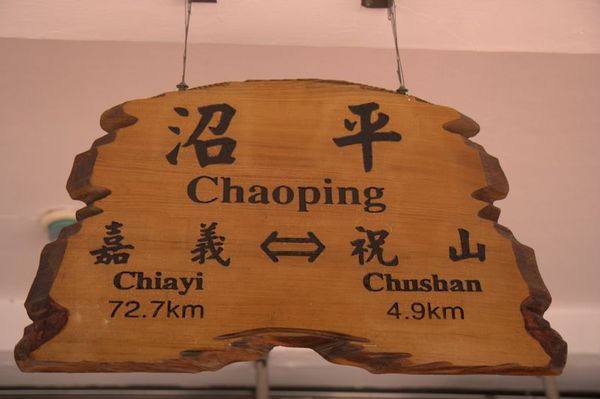 沼 平
Chaoping
嘉 義 ⇔ 祝 山
Chiayi Chushan
72.7km 4.9km